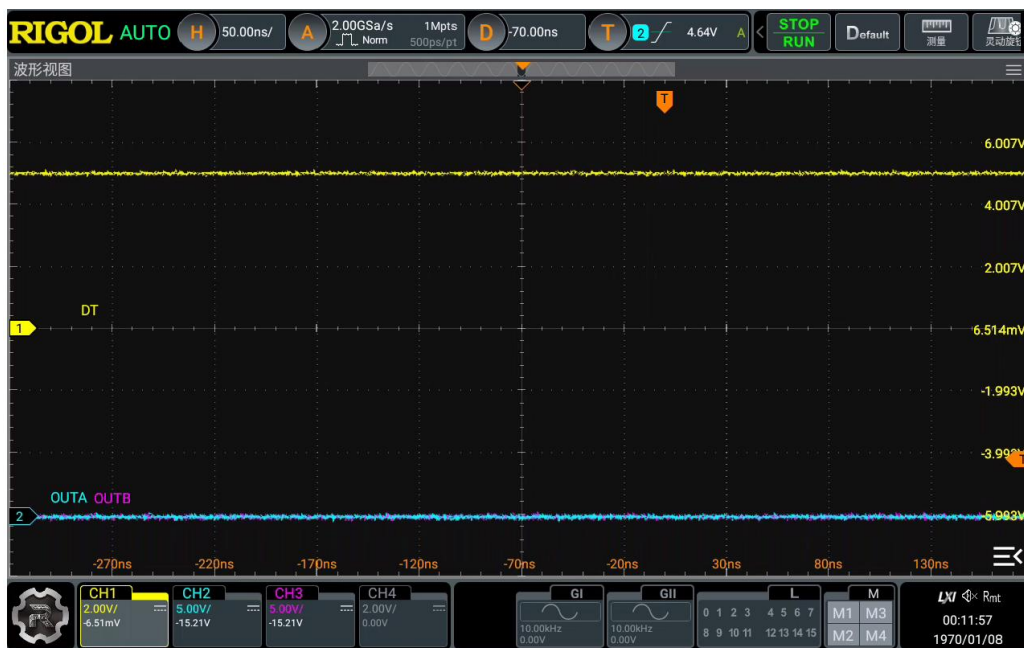 RIGOL AUTO H 50.00ns/ A 2.00GSa/s 1Mpts D -70.00ns T 2 4.64V A STOP Default 测量
Norm 500ps/pt RUN
波形视图
T
6.007V
4.007V
2.007V
DT
1 6.514mV
-1.993V
OUTA OUTB
2 -5.993V
-270ns -220ns -170ns -120ns -70ns -20ns 30ns 80ns 130ns
CH1 CH2 CH3 CH4 GI GII L M
2.00V/ 5.00V/ 5.00V/ 2.00V/ 0 1 2 3 4 5 6 7 M1 M3
-6.51mV -15.21V -15.21V 0.00V 10.00kHz 10.00kHz 8 9 10 11 12 13 14 15 M2 M4
0.00V 0.00V
LXI Rmt
00:11:57
1970/01/08